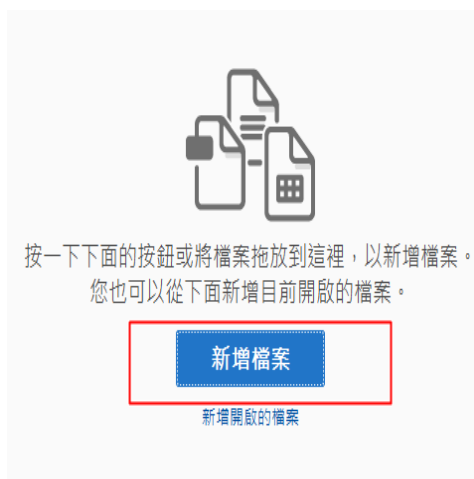 按一下下面的按鈕或將檔案拖放到這裡，以新增檔案。
您也可以從下面新增目前開啟的檔案。
新增檔案
新增開啟的檔案